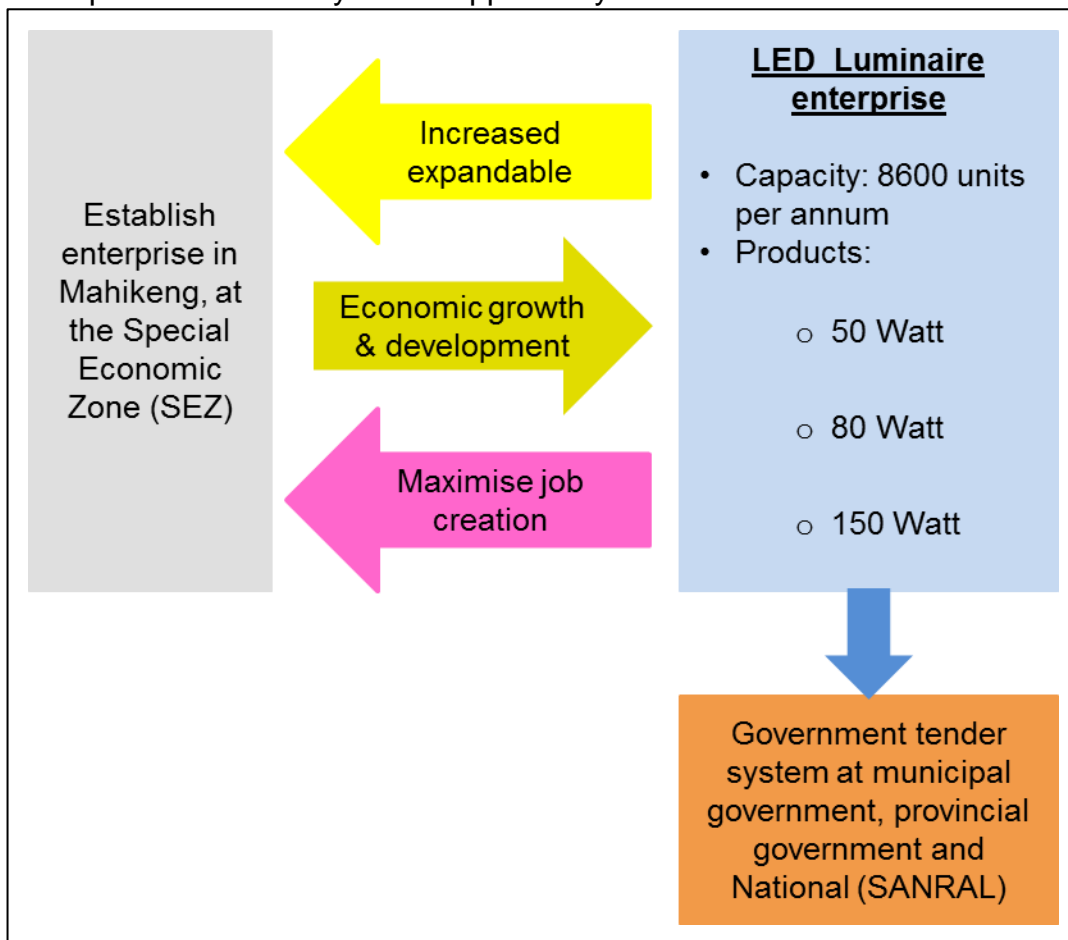 Establish
enterprise in
Mahikeng, at
the Special
Economic
Zone (SEZ)
Increased
expandable
Economic growth
& development
Maximise job
creation
LED Luminaire
enterprise
• Capacity: 8600 units
per annum
• Products:
o 50 Watt
o 80 Watt
o 150 Watt
Government tender
system at municipal
government, provincial
government and
National (SANRAL)